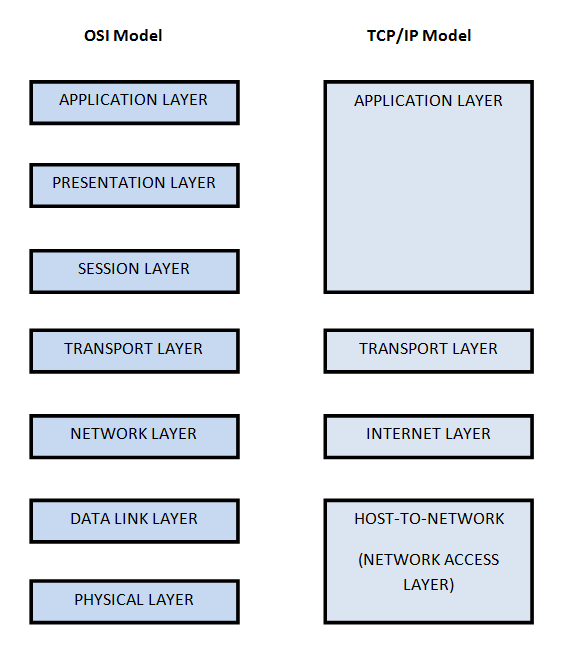 OSI Model
TCP/IP Model
APPLICATION LAYER
PRESENTATION LAYER
SESSION LAYER
TRANSPORT LAYER
NETWORK LAYER
DATA LINK LAYER
PHYSICAL LAYER
APPLICATION LAYER
TRANSPORT LAYER
INTERNET LAYER
HOST-TO-NETWORK
(NETWORK ACCESS
LAYER)